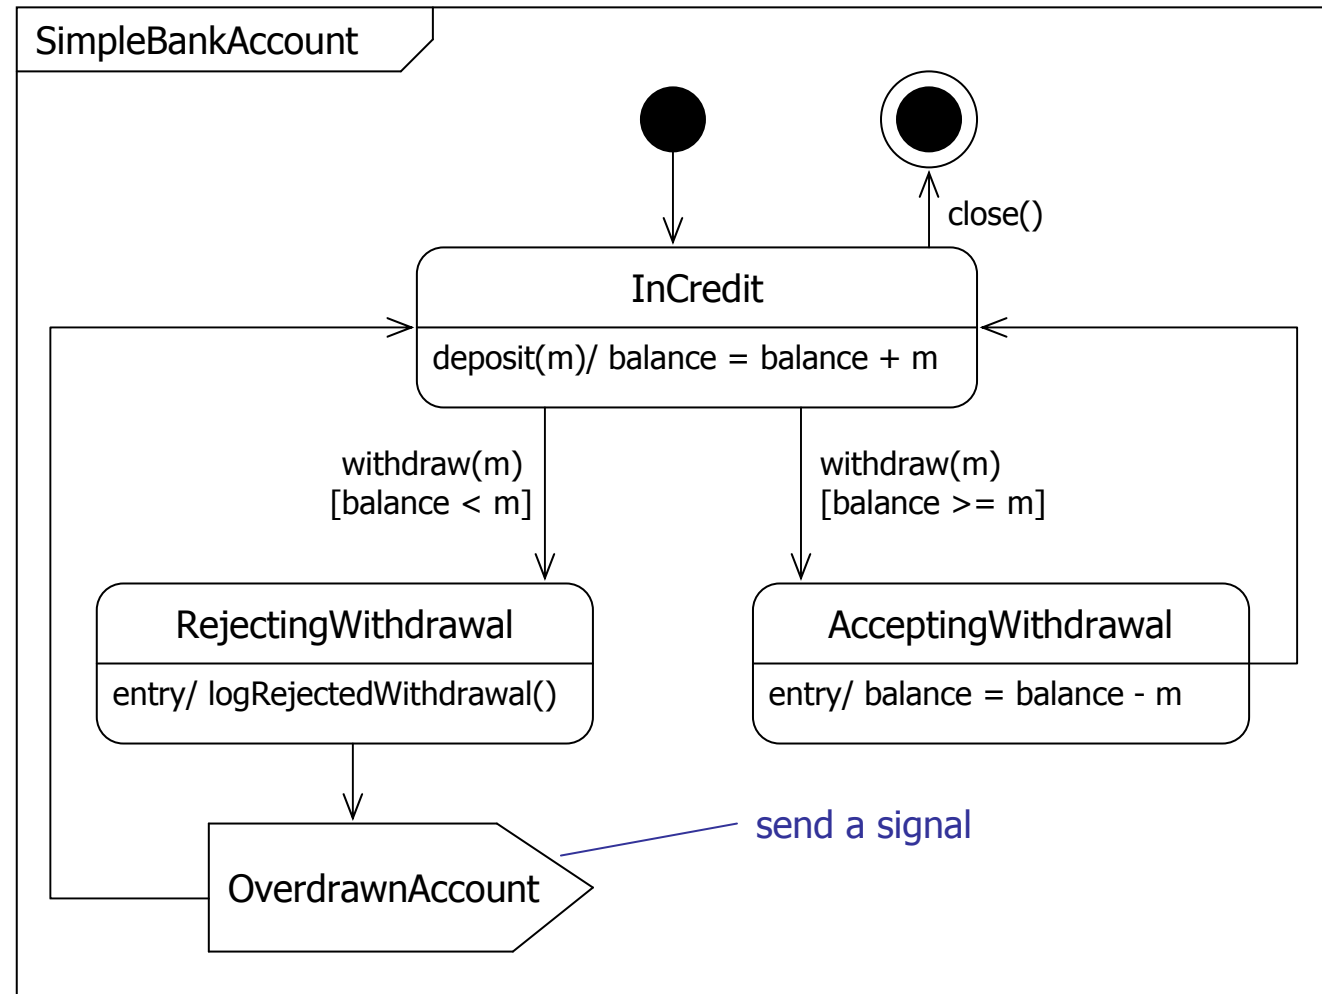 SimpleBankAccount
close()
InCredit
deposit(m)/ balance = balance + m
withdraw(m)
[balance < m]
withdraw(m)
[balance >= m]
RejectingWithdrawal
entry/ logRejectedWithdrawal()
AcceptingWithdrawal
entry/ balance = balance - m
send a signal
OverdrawnAccount